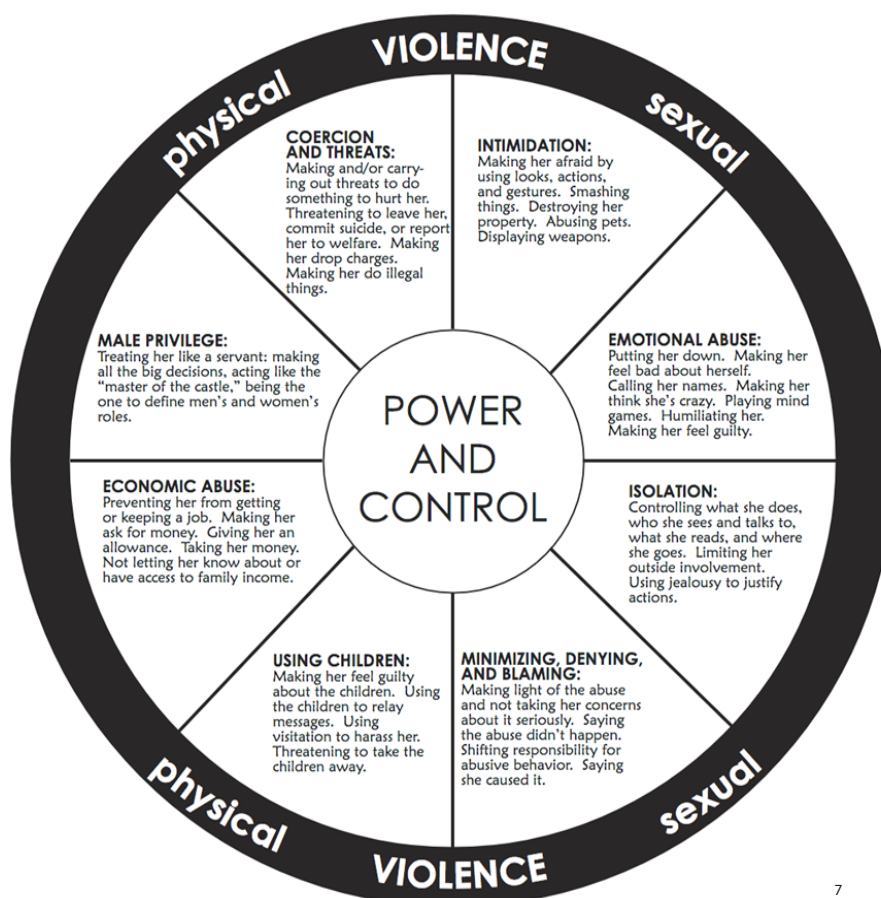 physical VIOLENCE sexual
COERCION
AND THREATS:
Making and/or carry-
ing out threats to do
something to hurt her.
Threatening to leave her,
commit suicide, or report
her to welfare. Making
her drop charges.
Making her do illegal
things.
INTIMIDATION:
Making her afraid by
using looks, actions,
and gestures. Smashing
things. Destroying her
property. Abusing pets.
Displaying weapons.
MALE PRIVILEGE:
Treating her like a servant: making
all the big decisions, acting like the
“master of the castle,” being the
one to define men’s and women’s
roles.
EMOTIONAL ABUSE:
Putting her down. Making her
feel bad about herself.
Calling her names. Making her
think she’s crazy. Playing mind
games. Humiliating her.
Making her feel guilty.
POWER
AND
CONTROL
ECONOMIC ABUSE:
Preventing her from getting
or keeping a job. Making her
ask for money. Giving her an
allowance. Taking her money.
Not letting her know about or
have access to family income.
ISOLATION:
Controlling what she does,
who she sees and talks to,
what she reads, and where
she goes. Limiting her
outside involvement.
Using jealousy to justify
actions.
USING CHILDREN:
Making her feel guilty
about the children. Using
the children to relay
messages. Using
visitation to harass her.
Threatening to take the
children away.
MINIMIZING, DENYING,
AND BLAMING:
Making light of the abuse
and not taking her concerns
about it seriously. Saying
the abuse didn’t happen.
Shifting responsibility for
abusive behavior. Saying
she caused it.
physical VIOLENCE sexual
7